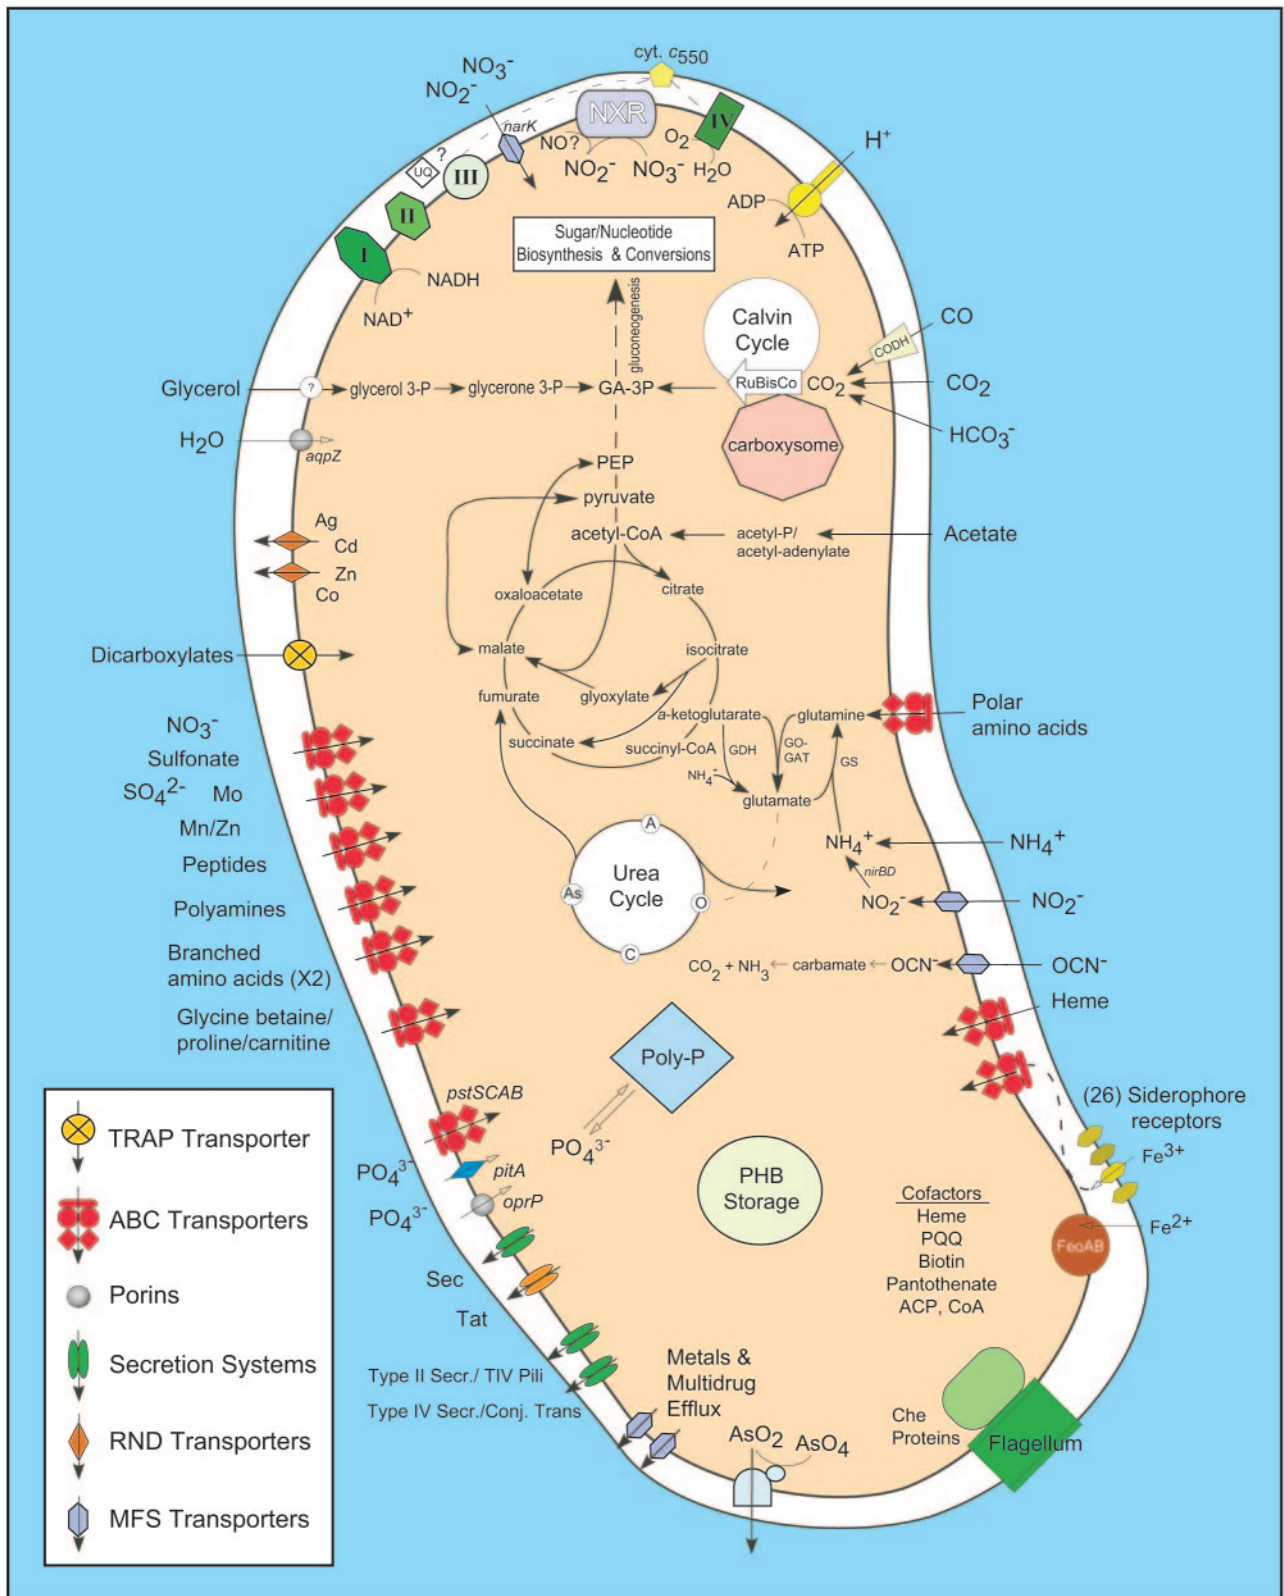 cyt. c550
NO3-
NO2-
narK
NXR
IV
NO?
NO2-
NO3-
O2
H2O
H+
?
UQ
III
II
I
NADH
NAD+
ADP
ATP
Sugar/Nucleotide
Biosynthesis & Conversions
gluconeogenesis
Calvin
Cycle
CO
CODH
Glycerol
?
glycerol 3-P
glycerone 3-P
GA-3P
RuBisCo
CO2
CO2
HCO3-
H2O
aqpZ
carboxysome
PEP
pyruvate
acetyl-CoA
acetyl-P/
acetyl-adenylate
Acetate
Ag
Cd
Zn
Co
oxaloacetate
citrate
Dicarboxylates
malate
isocitrate
fumurate
glyoxylate
a-ketoglutarate
glutamine
Polar
amino acids
succinate
succinyl-CoA
GDH
GO-
GAT
GS
NH4+
glutamate
NO3-
Sulfonate
SO42-
Mo
Mn/Zn
Peptides
Polyamines
Branched
amino acids (X2)
Glycine betaine/
proline/carnitine
A
Urea
Cycle
As
O
C
NH4+
NH4+
nirBD
NO2-
NO2-
CO2 + NH3
carbamate
OCN-
OCN-
Heme
Poly-P
PO43-
pstSCAB
PO43-
pitA
PO43-
oprP
(26) Siderophore
receptors
Fe3+
Fe2+
FeoAB
PHB
Storage
Cofactors
Heme
PQQ
Biotin
Pantothenate
ACP, CoA
Sec
Tat
Type II Secr./ TIV Pili
Type IV Secr./Conj. Trans
Metals &
Multidrug
Efflux
AsO2
AsO4
Che
Proteins
Flagellum
TRAP Transporter
ABC Transporters
Porins
Secretion Systems
RND Transporters
MFS Transporters